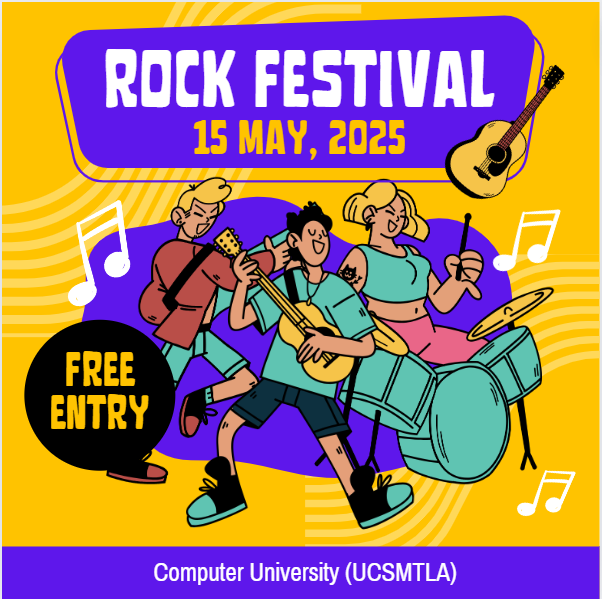 ROCK FESTIVAL
15 MAY, 2025
FREE
ENTRY
Computer University (UCSMTLA)